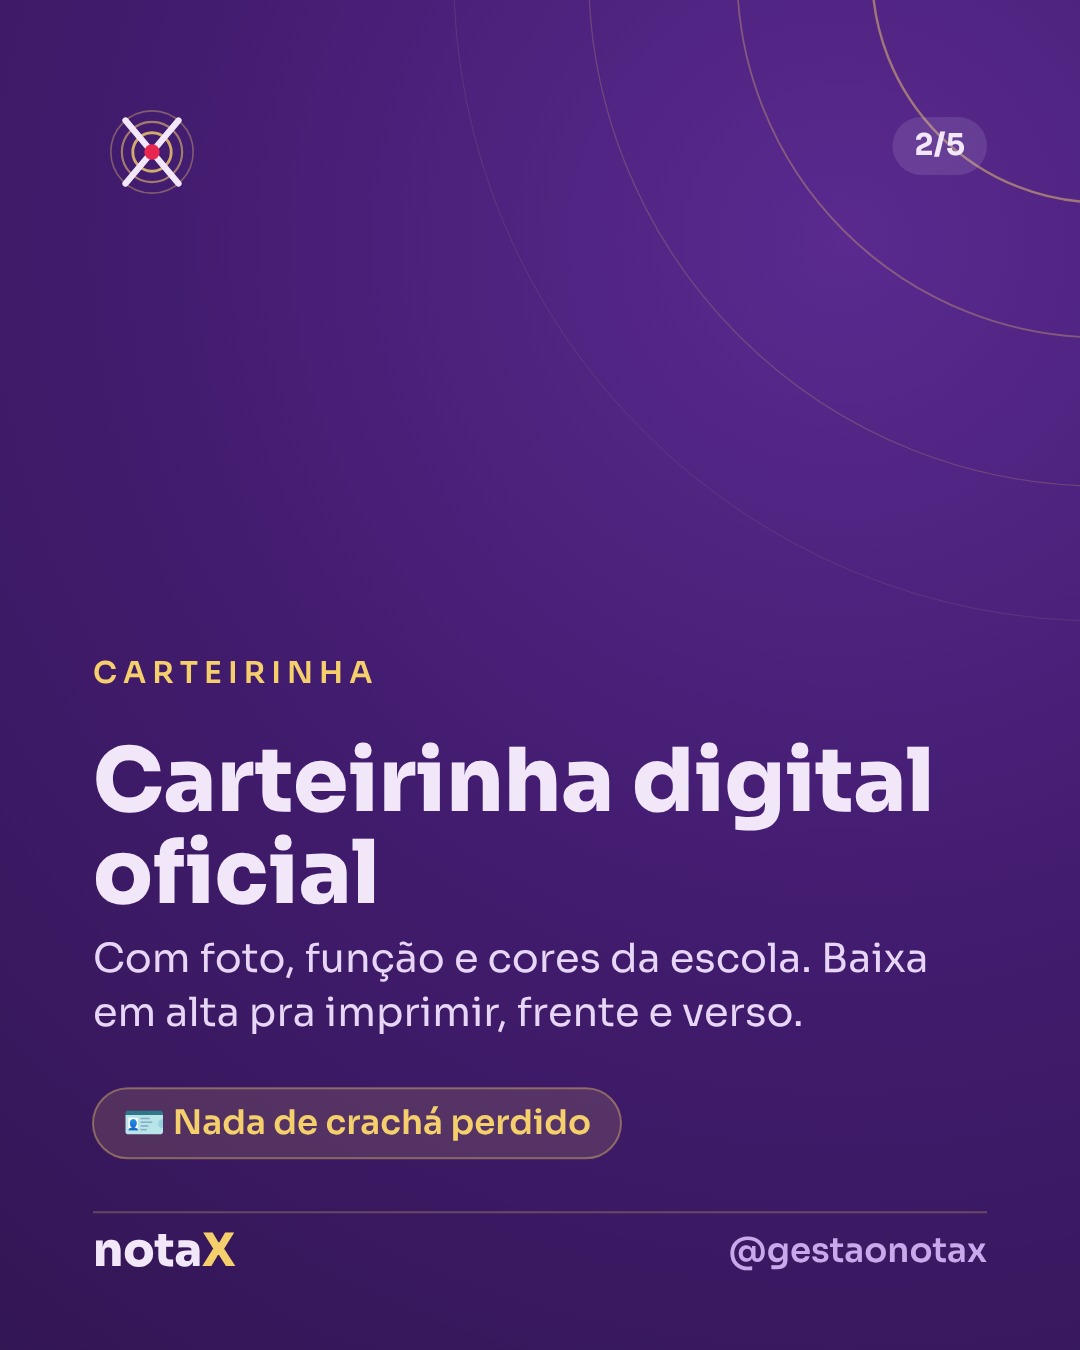 2/5
CARTEIRINHA
Carteirinha digital
oficial
Com foto, função e cores da escola. Baixa
em alta pra imprimir, frente e verso.
Nada de crachá perdido
notaX
@gestaonotax